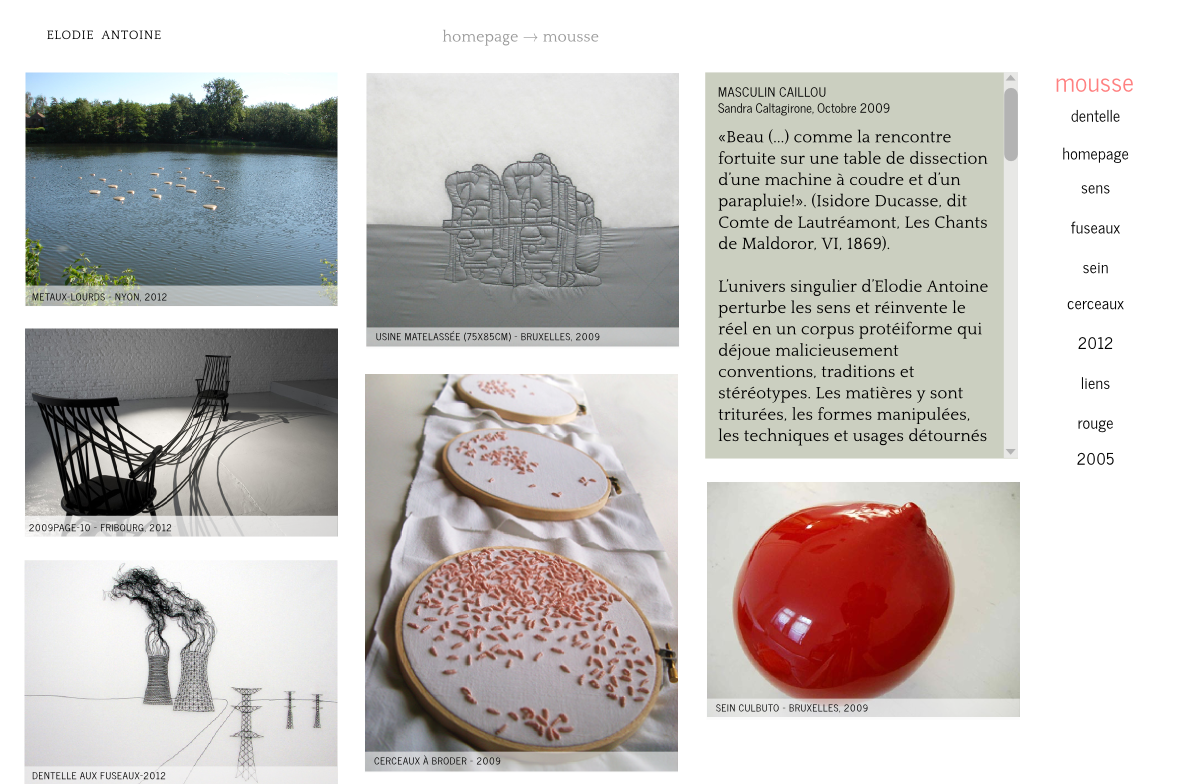 ELODIE ANTOINE
homepage → mousse
METAUX-LOURDS - NYON, 2012
2009PAGE-10 - FRIBOURG, 2012
DENTELLE AUX FUSEAUX-2012
USINE MATELASSÉE (75X85CM) - BRUXELLES, 2009
CERCEAUX À BRODER - 2009
MASCULIN CAILLOU
Sandra Caltagirone, Octobre 2009
«Beau (...) comme la rencontre
fortuite sur une table de dissection
d'une machine à coudre et d'un
parapluie!». (Isidore Ducasse, dit
Comte de Lautréamont, Les Chants
de Maldoror, VI, 1869).
L'univers singulier d'Elodie Antoine
perturbe les sens et réinvente le
réel en un corpus protéiforme qui
déjoue malicieusement
conventions, traditions et
stéréotypes. Les matières y sont
triturées, les formes manipulées,
les techniques et usages détournés
SEIN CULBUTO - BRUXELLES, 2009
mousse
dentelle
homepage
sens
fuseaux
sein
cerceaux
2012
liens
rouge
2005